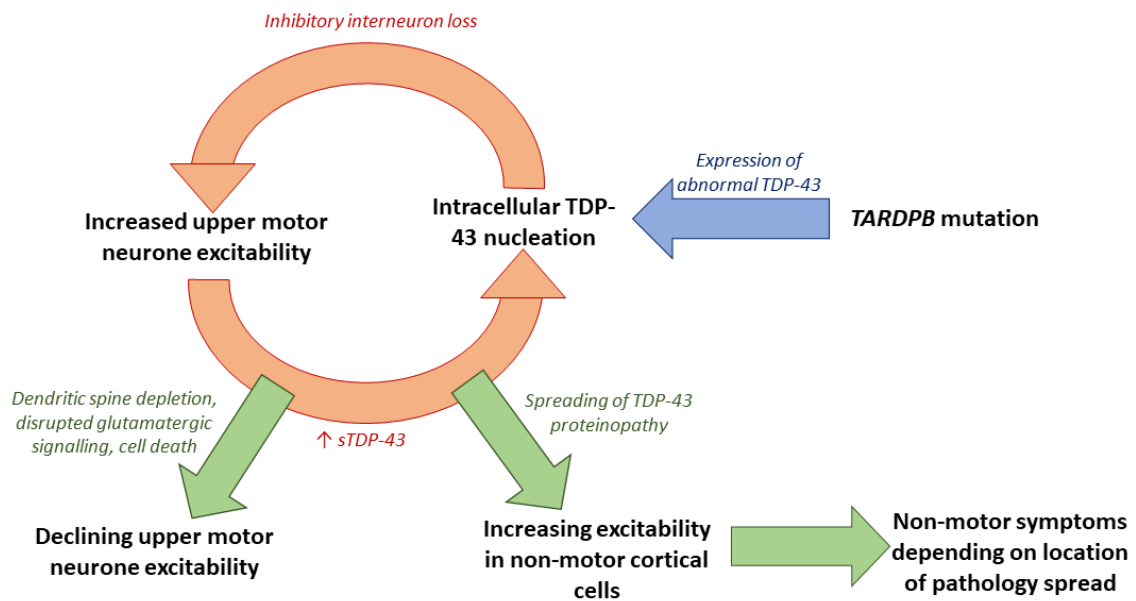 Inhibitory interneuron loss
Expression of
abnormal TDP-43
Increased upper motor
neurone excitability
Intracellular TDP-
43 nucleation
TARDPB mutation
Dendritic spine depletion,
disrupted glutamatergic
signalling, cell death
↑ sTDP-43
Spreading of TDP-43
proteinopathy
Declining upper motor
neurone excitability
Increasing excitability
in non-motor cortical
cells
Non-motor symptoms
depending on location
of pathology spread